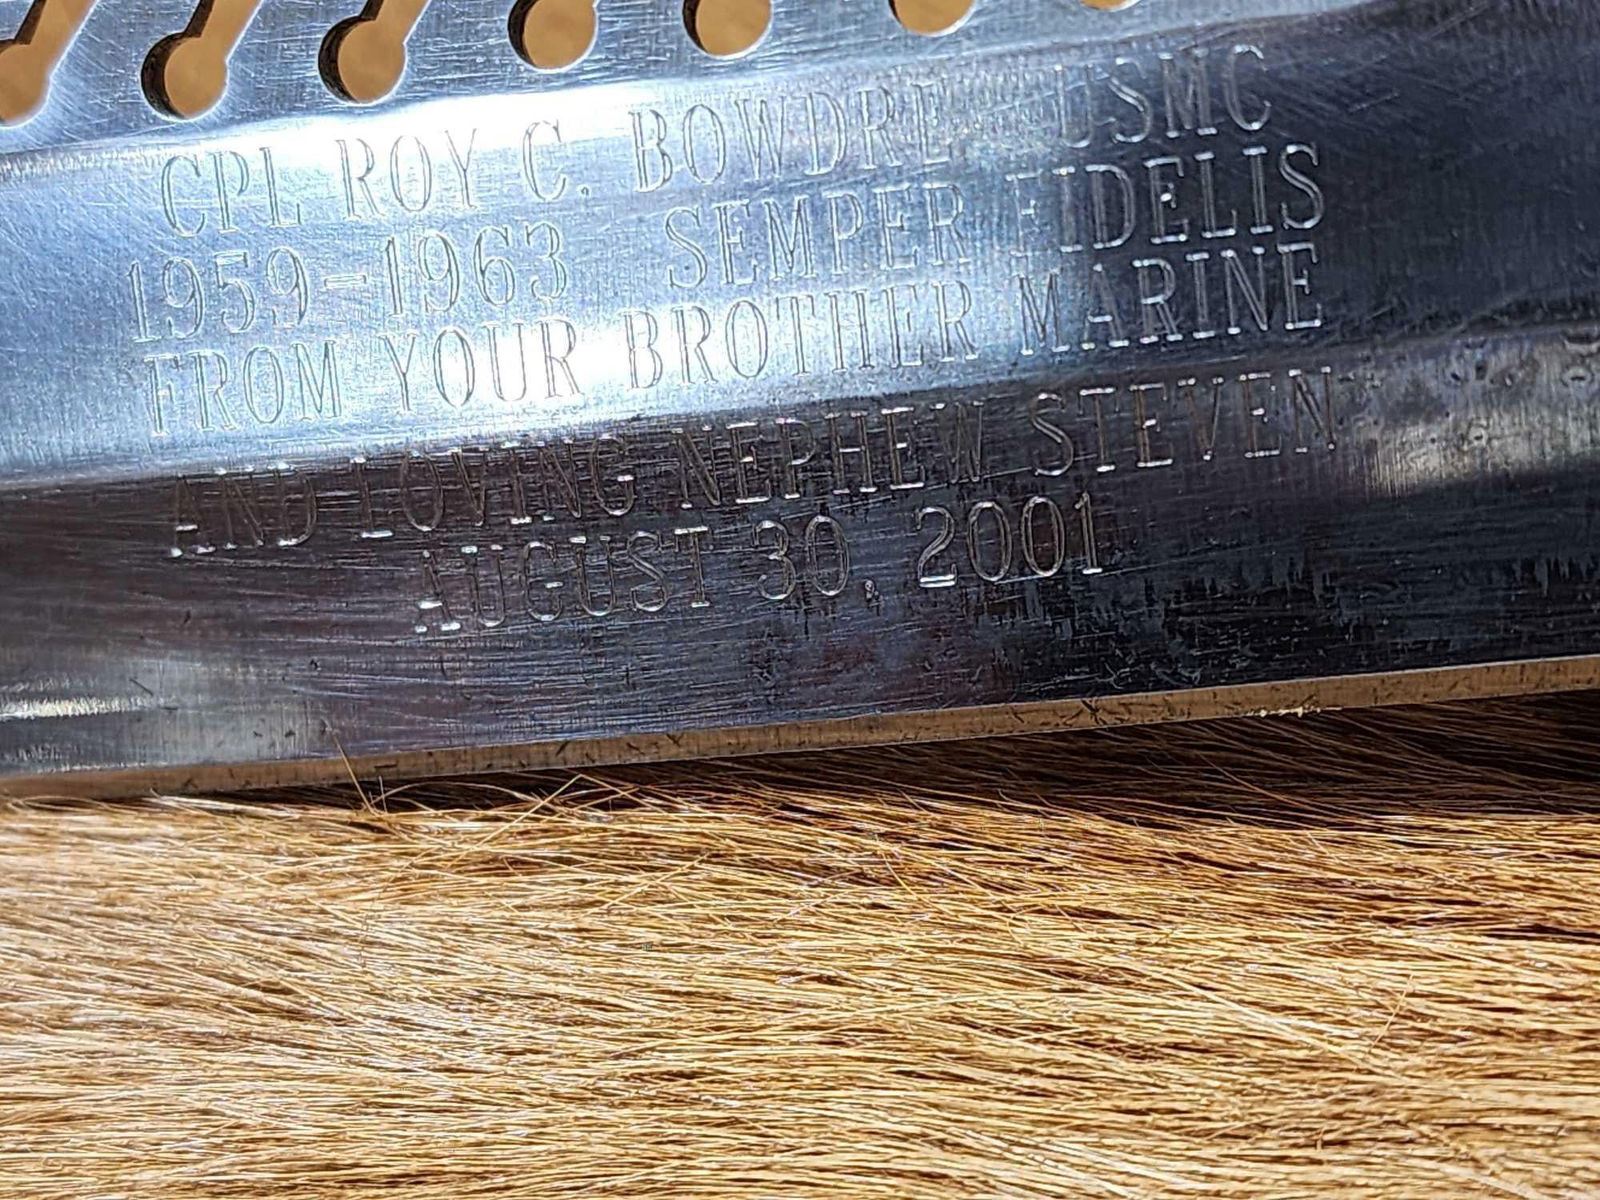 CPL ROY C. BOWDRE USMC
1959-1963 SEMPER FIDELIS
FROM YOUR BROTHER MARINE
AND LOVING NEPHEW STEVEN
AUGUST 30, 2001